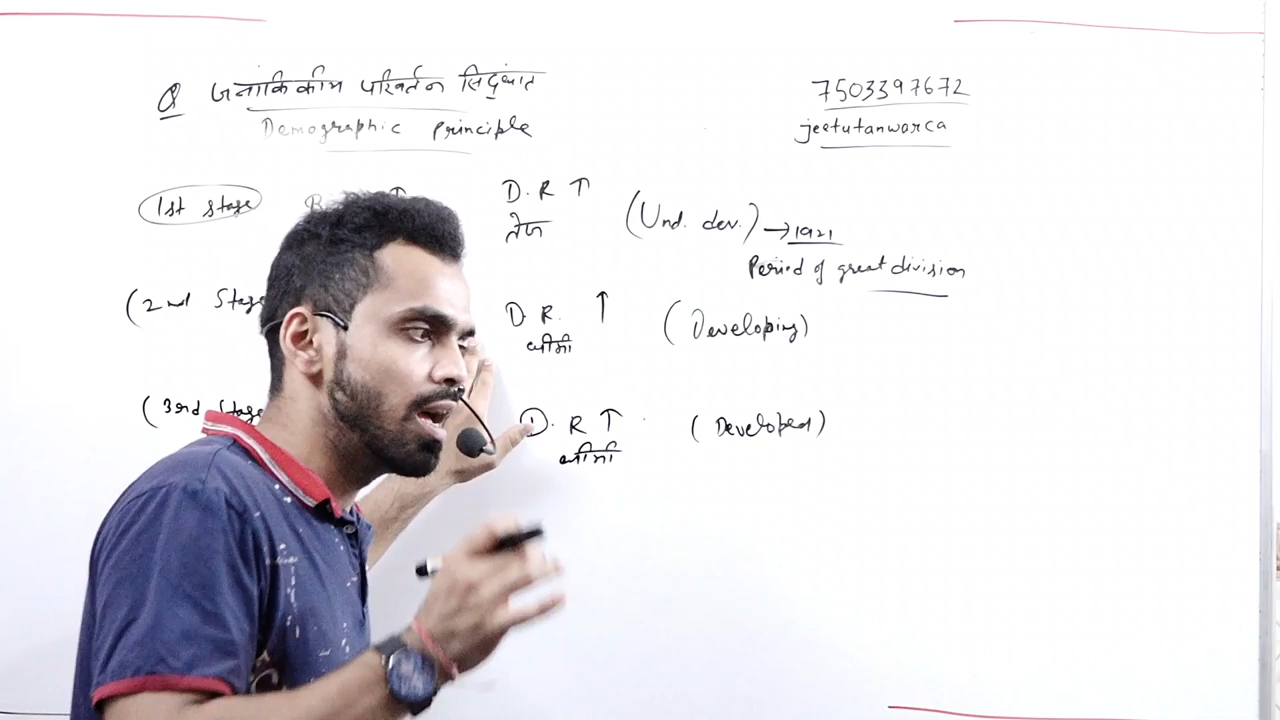 Q जनांकिकीय परिवर्तन सिद्धधांत
Demographic Principle
7503397672
jeetutanwarca
1st stage B ↑ D.R ↑ (Und. dev.) → 1921
तेज
Period of great division
(2nd Stage D.R. ↑ (Developing)
धीमी
(3rd Stage D.R ↑ (Developed)
धीमी